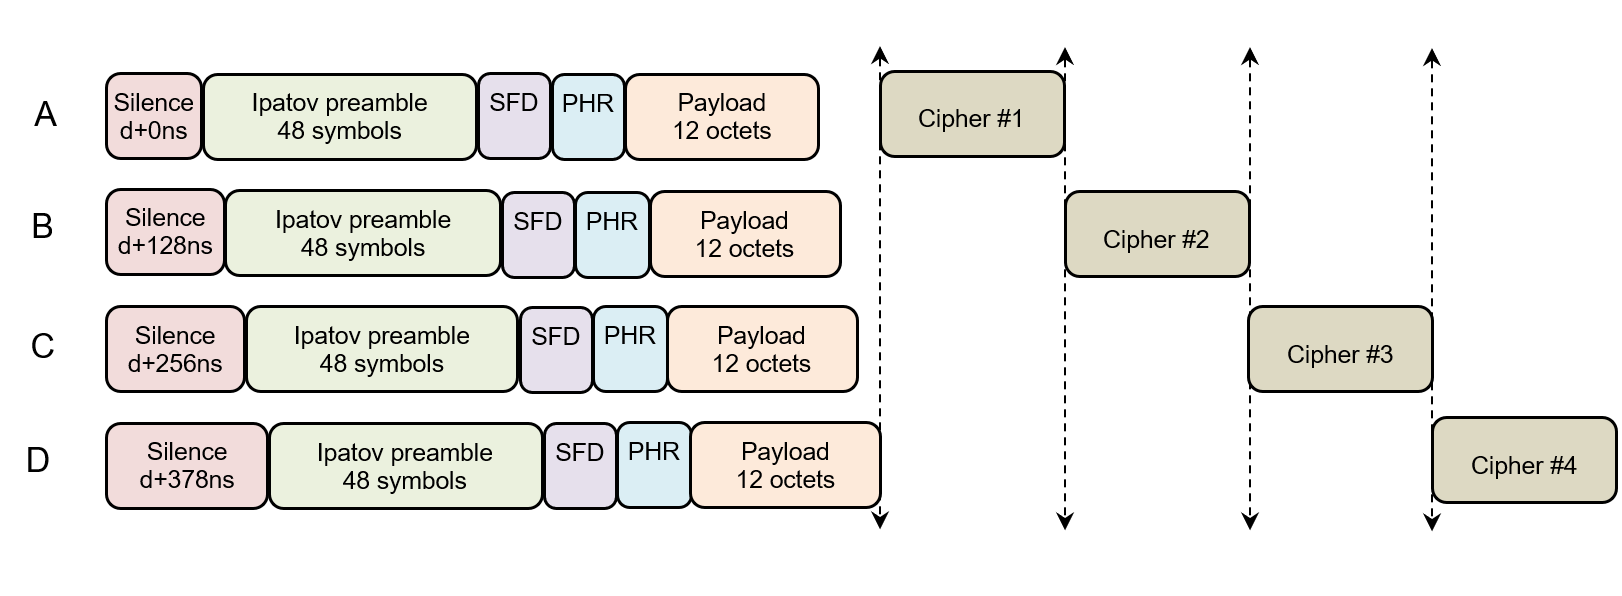 A
Silence
d+0ns
Ipatov preamble
48 symbols
SFD
PHR
Payload
12 octets
Cipher #1
B
Silence
d+128ns
Ipatov preamble
48 symbols
SFD
PHR
Payload
12 octets
Cipher #2
C
Silence
d+256ns
Ipatov preamble
48 symbols
SFD
PHR
Payload
12 octets
Cipher #3
D
Silence
d+378ns
Ipatov preamble
48 symbols
SFD
PHR
Payload
12 octets
Cipher #4